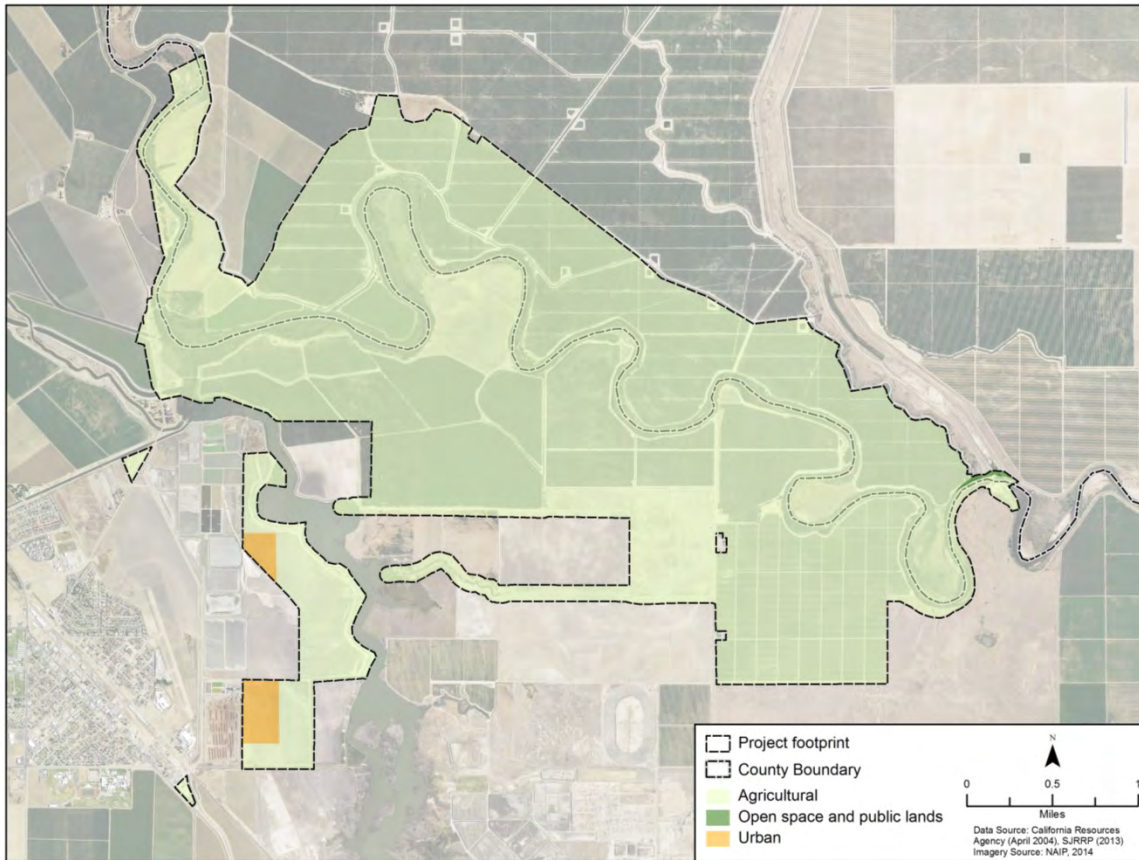 Project footprint
County Boundary
Agricultural
Open space and public lands
Urban
N
0 0.5 1
Miles
Data Source: California Resources
Agency (April 2004), SJRRP (2013)
Imagery Source: NAIP, 2014